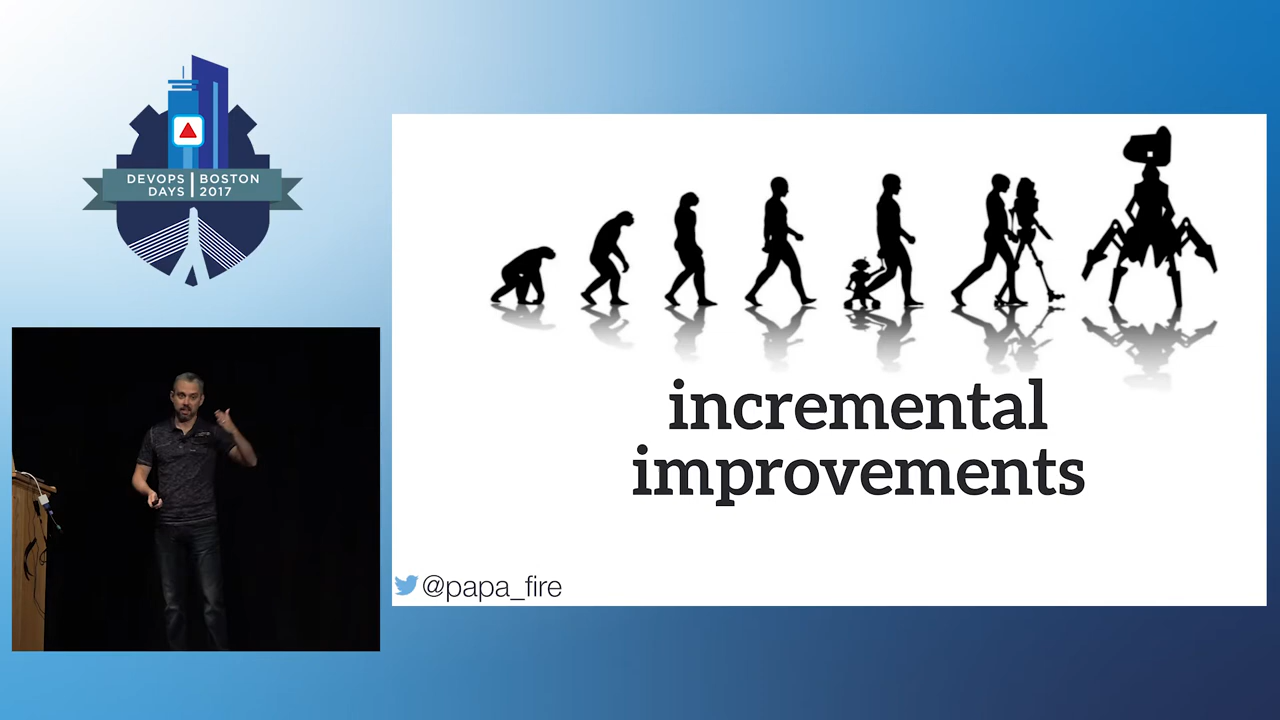 DEVOPS BOSTON
DAYS 2017
incremental
improvements
@papa_fire